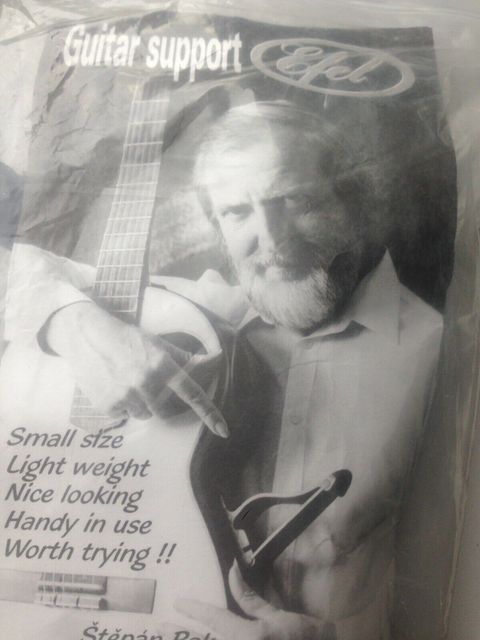 Guitar support
Efel
Small size
Light weight
Nice looking
Handy in use
Worth trying !!
Štěpán